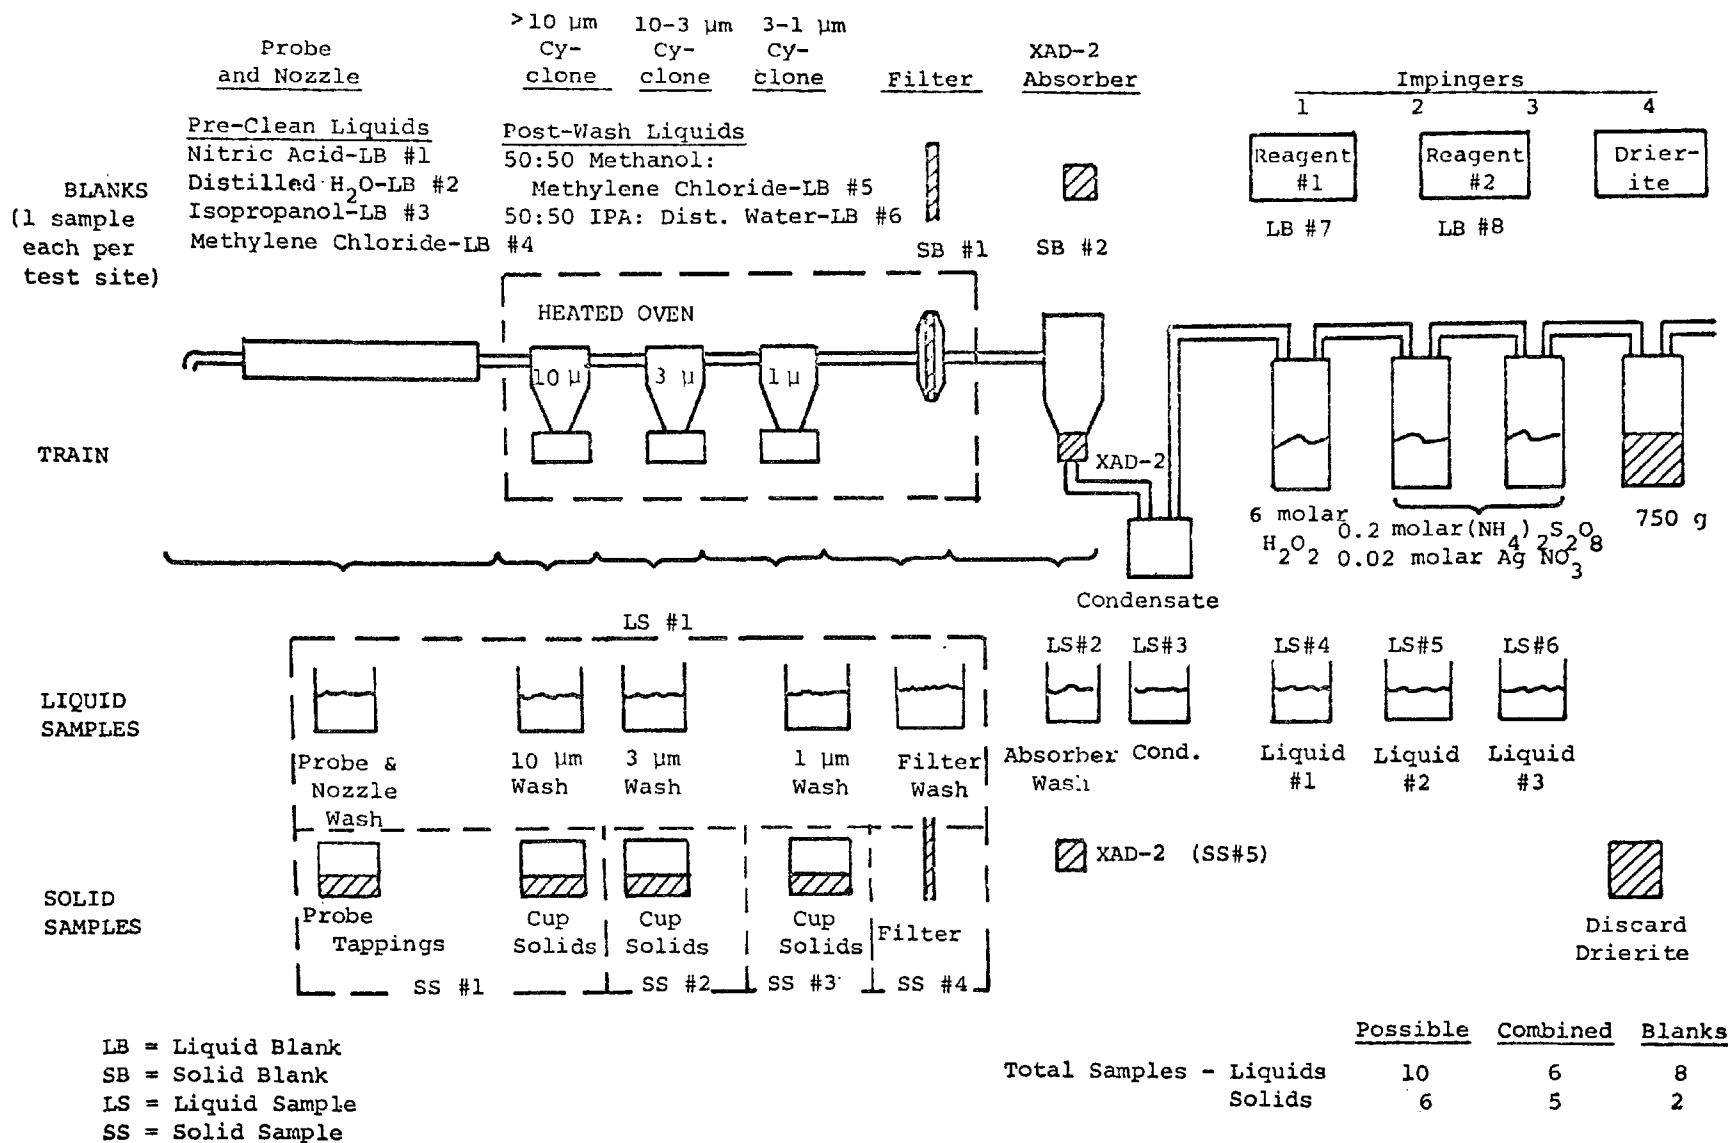 >10 µm 10-3 µm 3-1 µm
Probe Cy- Cy- Cy- XAD-2
and Nozzle clone clone clone Filter Absorber Impingers
1 2 3 4
Pre-Clean Liquids Post-Wash Liquids
Nitric Acid-LB #1 50:50 Methanol: Reagent Reagent Drier-
Distilled H2O-LB #2 Methylene Chloride-LB #5 #1 #2 ite
Isopropanol-LB #3 50:50 IPA: Dist. Water-LB #6 LB #7 LB #8
Methylene Chloride-LB #4 SB #1 SB #2
BLANKS
(1 sample
each per
test site)
HEATED OVEN
10 µ 3 µ 1 µ
TRAIN
XAD-2
6 molar 0.2 molar(NH4)2S2O8 750 g
H2O2 0.02 molar Ag NO3
Condensate
LS #1
LS#2 LS#3 LS#4 LS#5 LS#6
LIQUID
SAMPLES
Probe & 10 µm 3 µm 1 µm Filter Absorber Cond. Liquid Liquid Liquid
Nozzle Wash Wash Wash Wash Wash #1 #2 #3
Wash
XAD-2 (SS#5)
SOLID
SAMPLES
Probe Cup Cup Cup Filter Discard
Tappings Solids Solids Solids Drierite
SS #1 SS #2 SS #3 SS #4
LB = Liquid Blank
SB = Solid Blank
LS = Liquid Sample
SS = Solid Sample
Possible Combined Blanks
Total Samples - Liquids 10 6 8
Solids 6 5 2